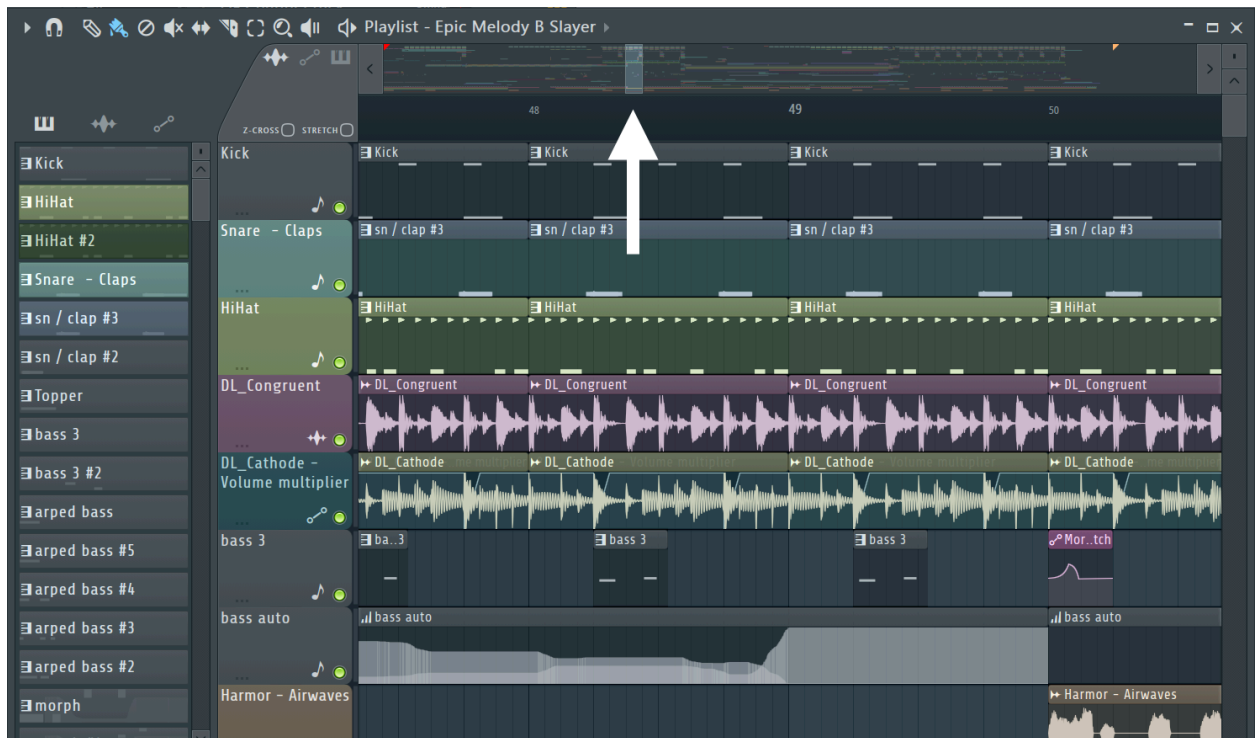 Playlist - Epic Melody B Slayer
Z-CROSS STRETCH
48 49 50
Kick
HiHat
HiHat #2
Snare - Claps
sn / clap #3
sn / clap #2
Topper
bass 3
bass 3 #2
arped bass
arped bass #5
arped bass #4
arped bass #3
arped bass #2
morph
Kick
Kick Kick Kick Kick
Snare - Claps
sn / clap #3 sn / clap #3 sn / clap #3 sn / clap #3
HiHat
HiHat HiHat HiHat HiHat
DL_Congruent
DL_Congruent DL_Congruent DL_Congruent DL_Congruent
DL_Cathode -
Volume multiplier
DL_Cathode DL_Cathode - Volume multiplier DL_Cathode - Volume multiplier DL_Cathode
bass 3
ba..3 bass 3 bass 3 Mor..tch
bass auto
bass auto bass auto
Harmor - Airwaves
Harmor - Airwaves